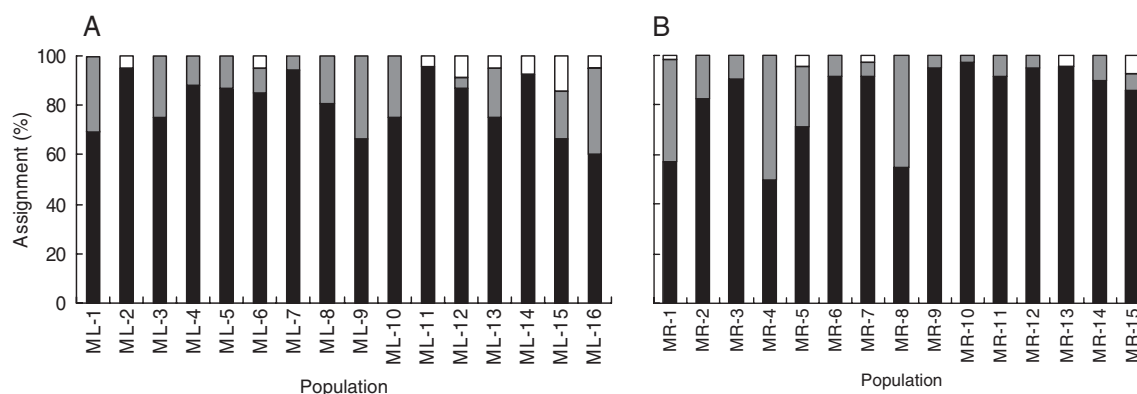 A
B
Assignment (%)
100
80
60
40
20
0
ML-1
ML-2
ML-3
ML-4
ML-5
ML-6
ML-7
ML-8
ML-9
ML-10
ML-11
ML-12
ML-13
ML-14
ML-15
ML-16
Population
MR-1
MR-2
MR-3
MR-4
MR-5
MR-6
MR-7
MR-8
MR-9
MR-10
MR-11
MR-12
MR-13
MR-14
MR-15
Population